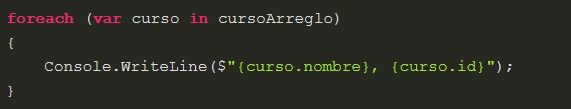 foreach (var curso in cursoArreglo)
{
    Console.WriteLine($"{curso.nombre}, {curso.id}");
}